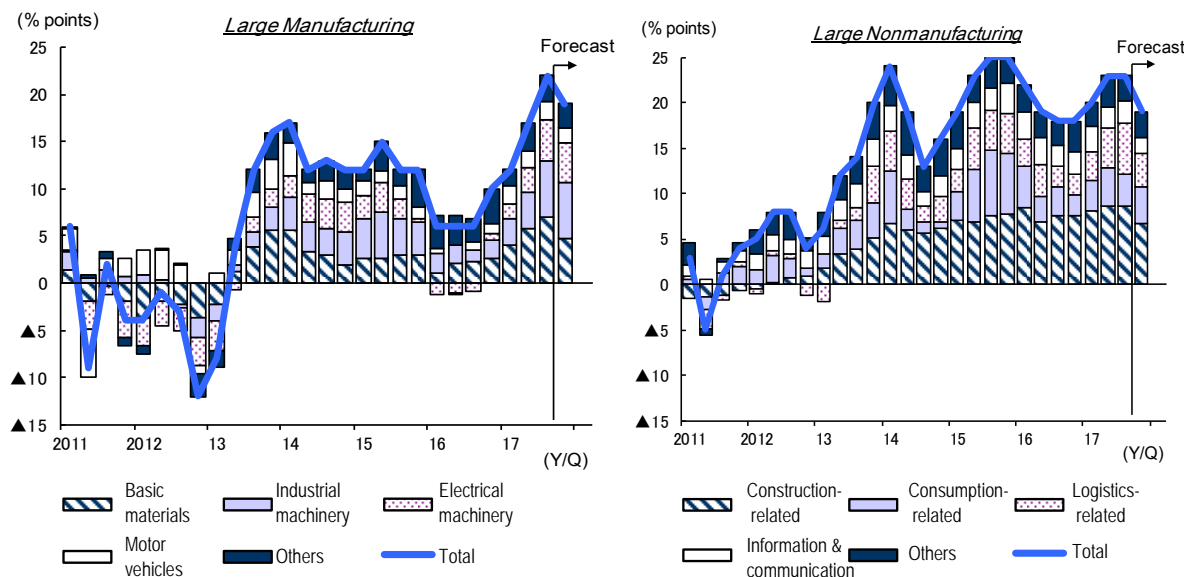 (% points)
Large Manufacturing
Forecast
25
20
15
10
5
0
▲5
▲10
▲15
2011
2012
2013
14
15
16
17
(Y/Q)
Basic
materials
Industrial
machinery
Electrical
machinery
Motor
vehicles
Others
Total
(% points)
Large Nonmanufacturing
Forecast
25
20
15
10
5
0
▲5
▲10
▲15
2011
2012
2013
14
15
16
17
(Y/Q)
Construction-
related
Consumption-
related
Logistics-
related
Information &
communication
Others
Total